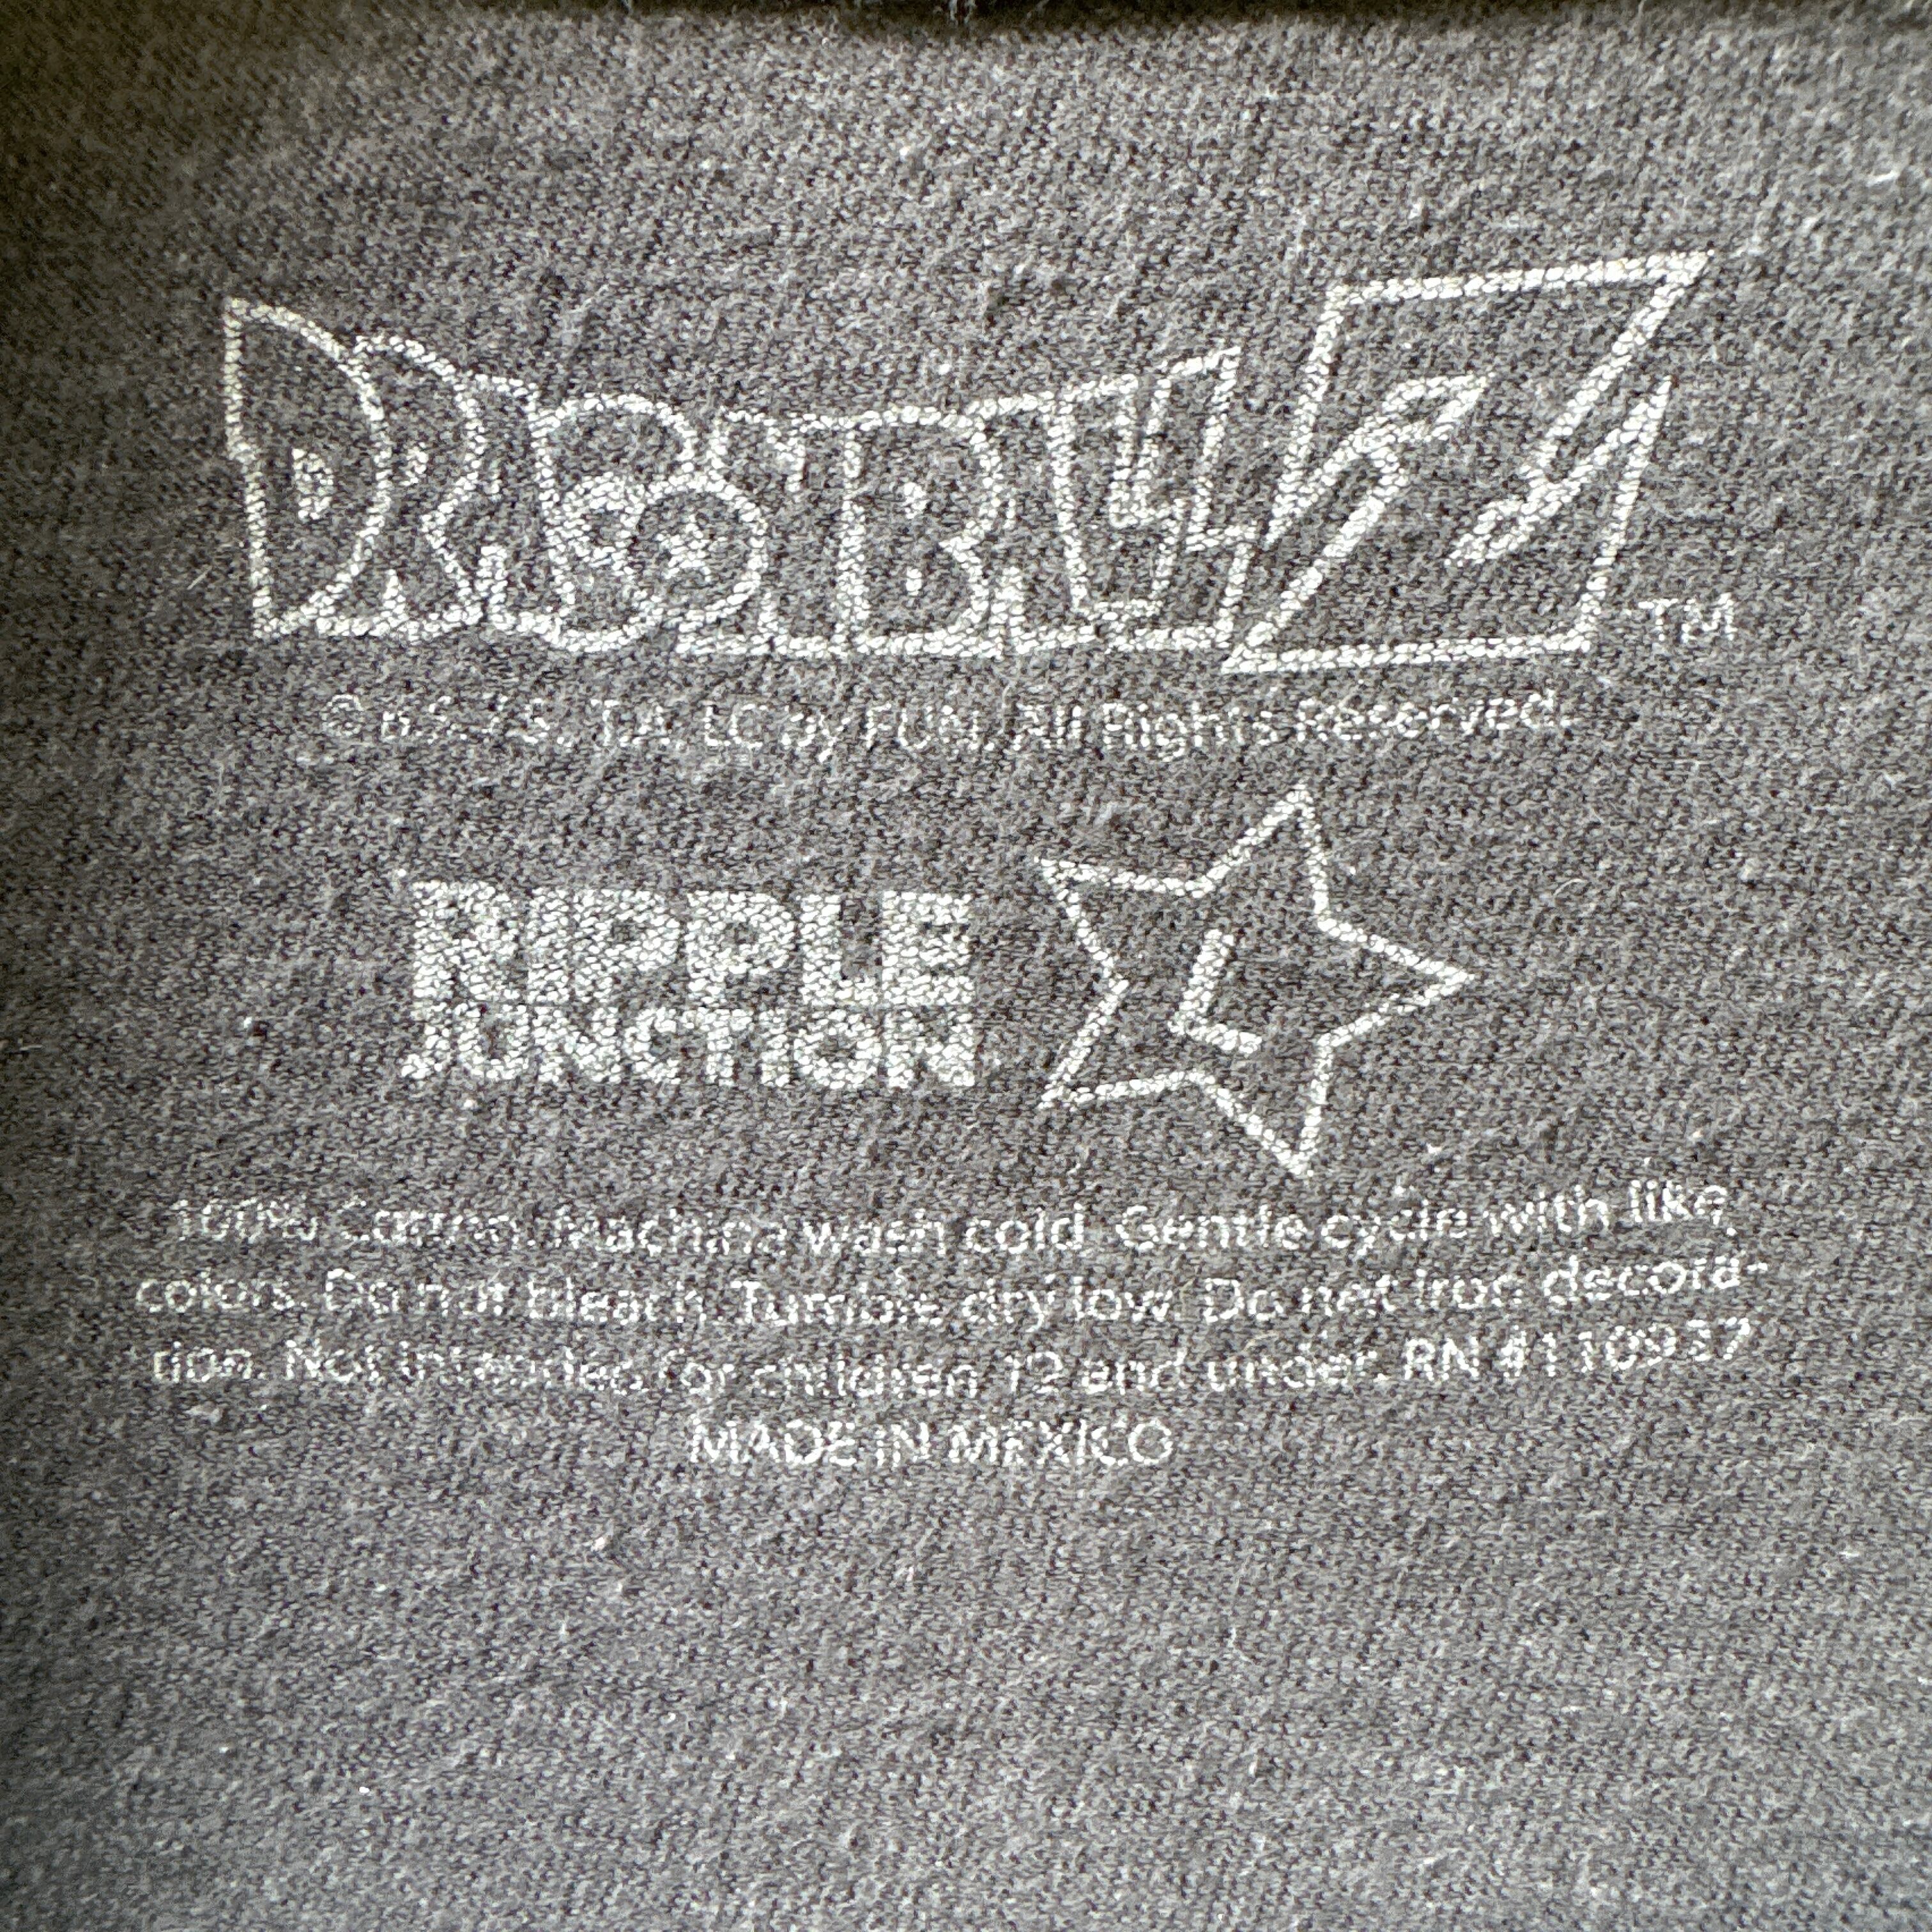 DRAGON BALL Z
TM
© B.S./S., T.A. by FUN. All Rights Reserved.
RIPPLE
JUNCTION
L
100% Cotton. Machine wash cold. Gentle cycle with like
colors. Do not bleach. Tumble dry low. Do not iron decora-
tion. Not intended for children 12 and under. RN #110937
MADE IN MEXICO